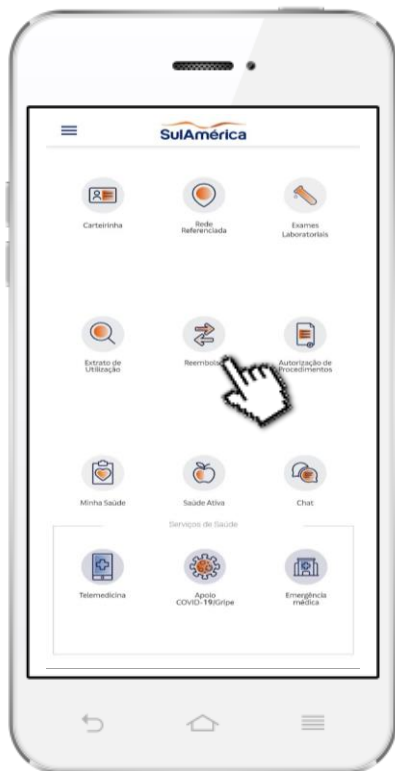 SulAmérica
Carteirinha
Rede
Referenciada
Exames
Laboratoriais
Extrato de
Utilização
Reembolso
Autorização de
Procedimentos
Minha Saúde
Saúde Ativa
Chat
Serviços de Saúde
Telemedicina
Apoio
COVID-19/Gripe
Emergência
médica